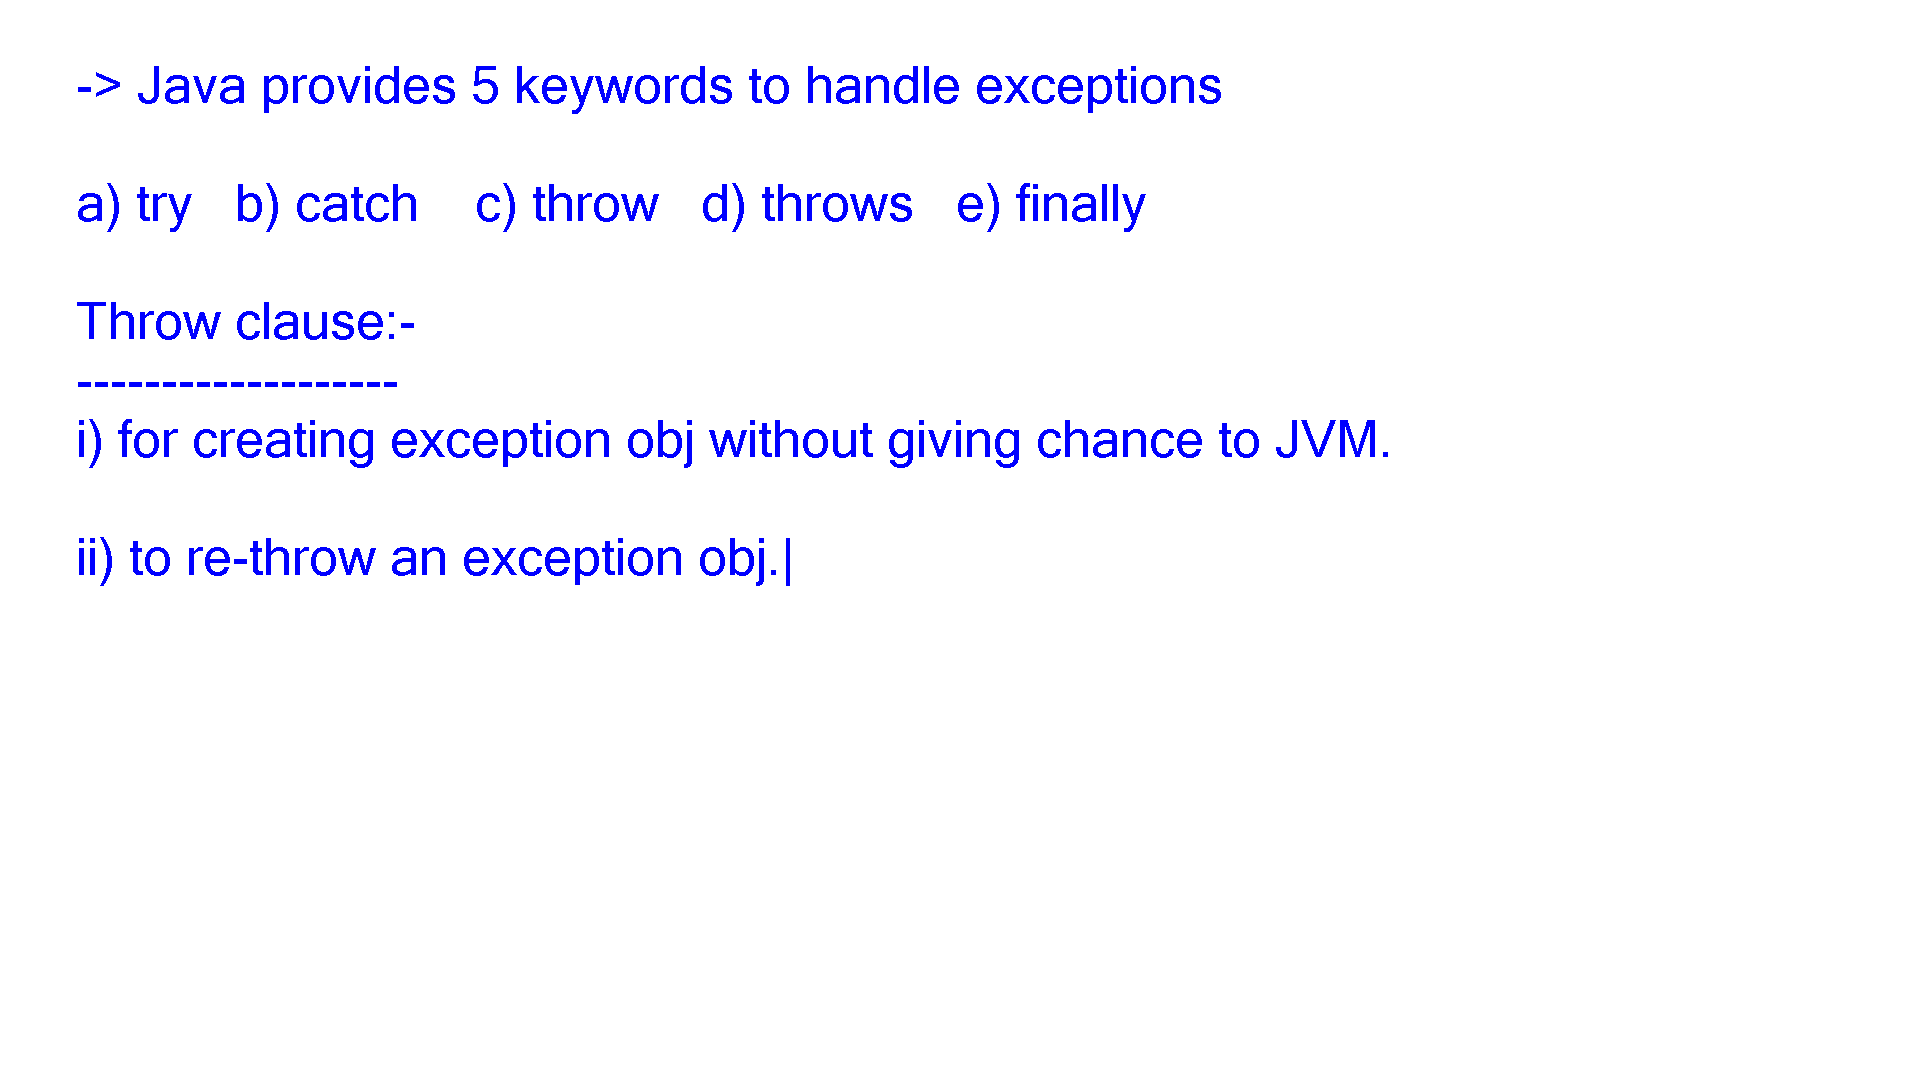 -> Java provides 5 keywords to handle exceptions
a) try b) catch c) throw d) throws e) finally
Throw clause:-
-------------------
i) for creating exception obj without giving chance to JVM.
ii) to re-throw an exception obj.